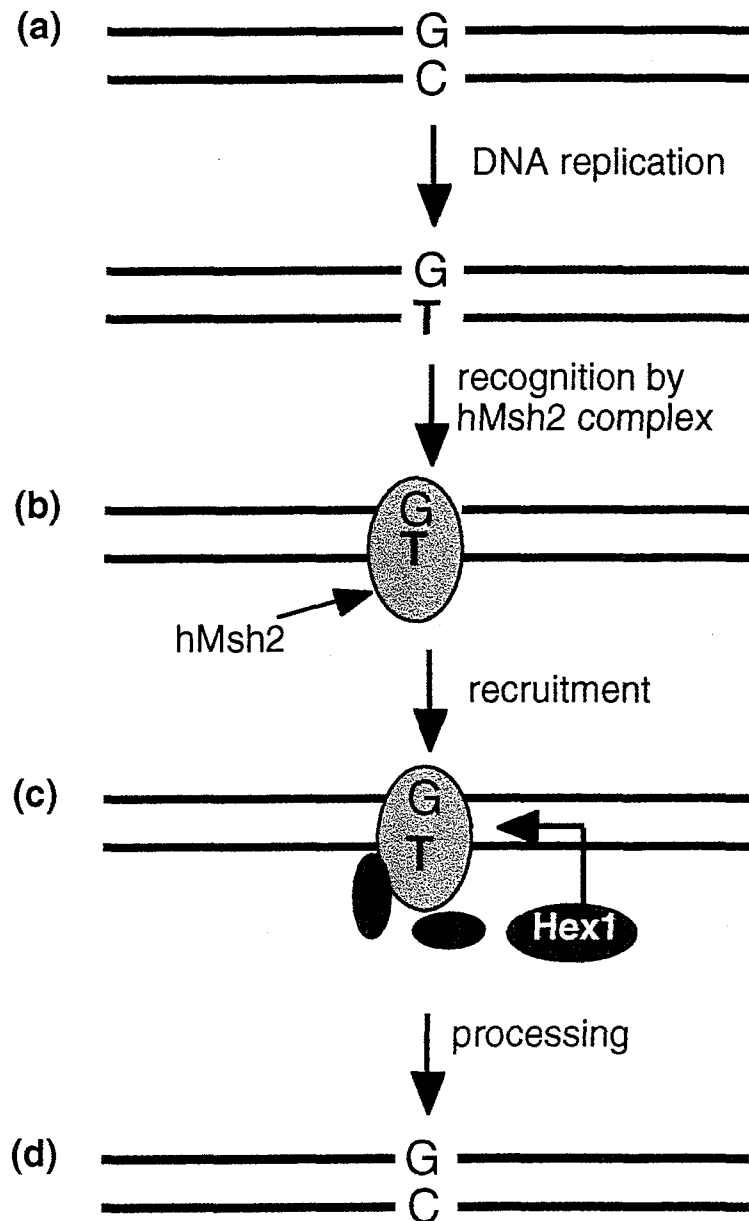 (a)
G
C
DNA replication
G
T
recognition by
hMsh2 complex
(b)
G
T
hMsh2
recruitment
(c)
G
T
Hex1
processing
(d)
G
C